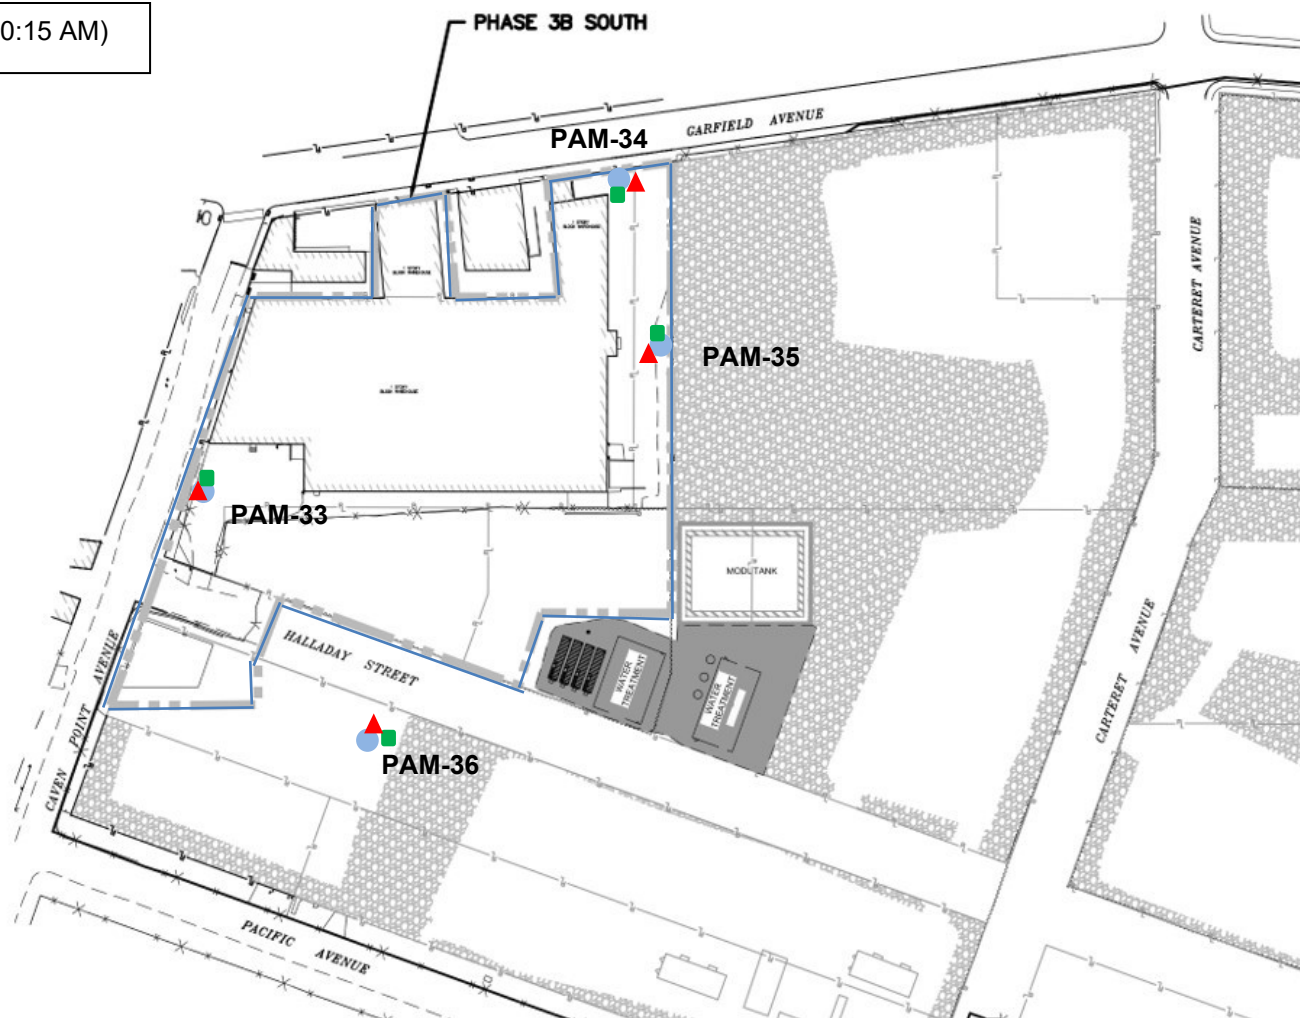 0:15 AM)
PHASE 3B SOUTH
GARFIELD AVENUE
PAM-34
CARTERET AVENUE
PAM-35
PAM-33
MODUTANK
HALLADAY STREET
WATER
TREATMENT
WATER
TREATMENT
CAVEN POINT AVENUE
CARTERET AVENUE
PAM-36
PACIFIC AVENUE